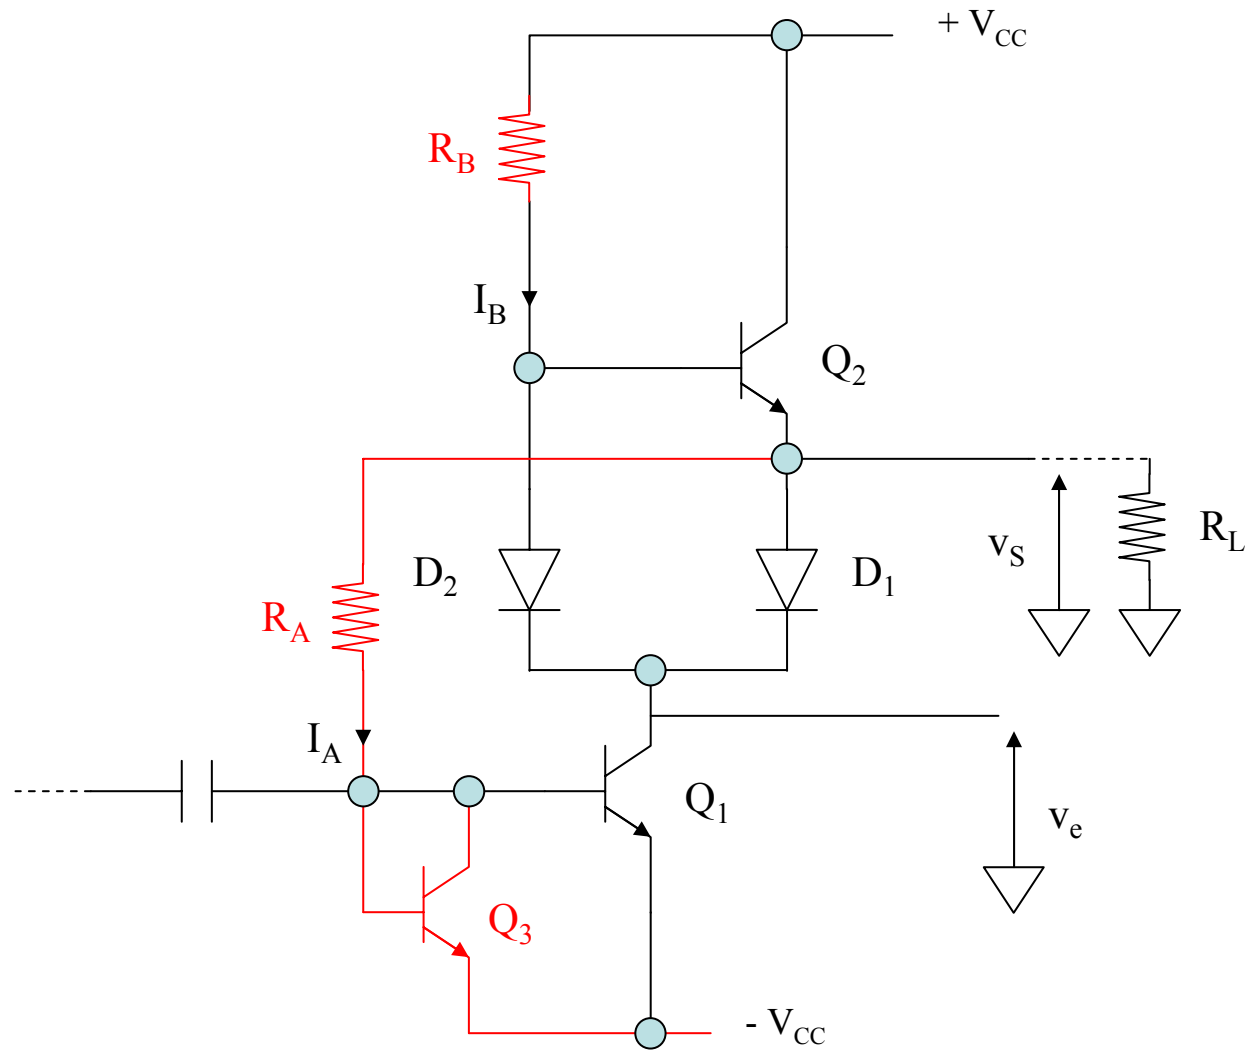 + V_CC
R_B
I_B
Q_2
D_2
D_1
v_S
R_L
R_A
I_A
Q_1
v_e
Q_3
- V_CC